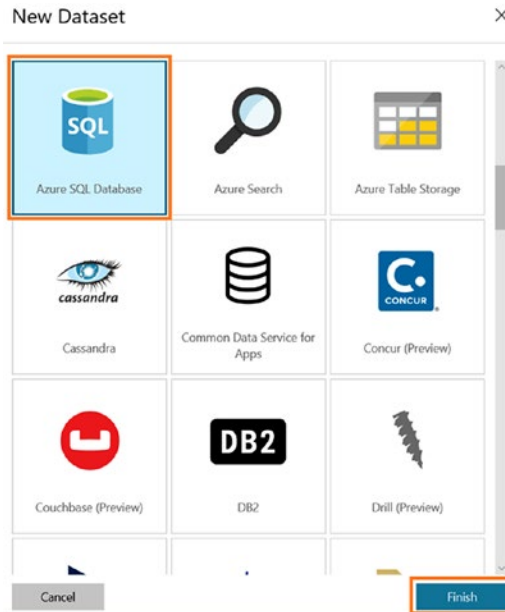 New Dataset
SQL
Azure SQL Database
Azure Search
Azure Table Storage
cassandra
Cassandra
Common Data Service for
Apps
C.
CONCUR
Concur (Preview)
Couchbase (Preview)
DB2
DB2
Drill (Preview)
Cancel
Finish